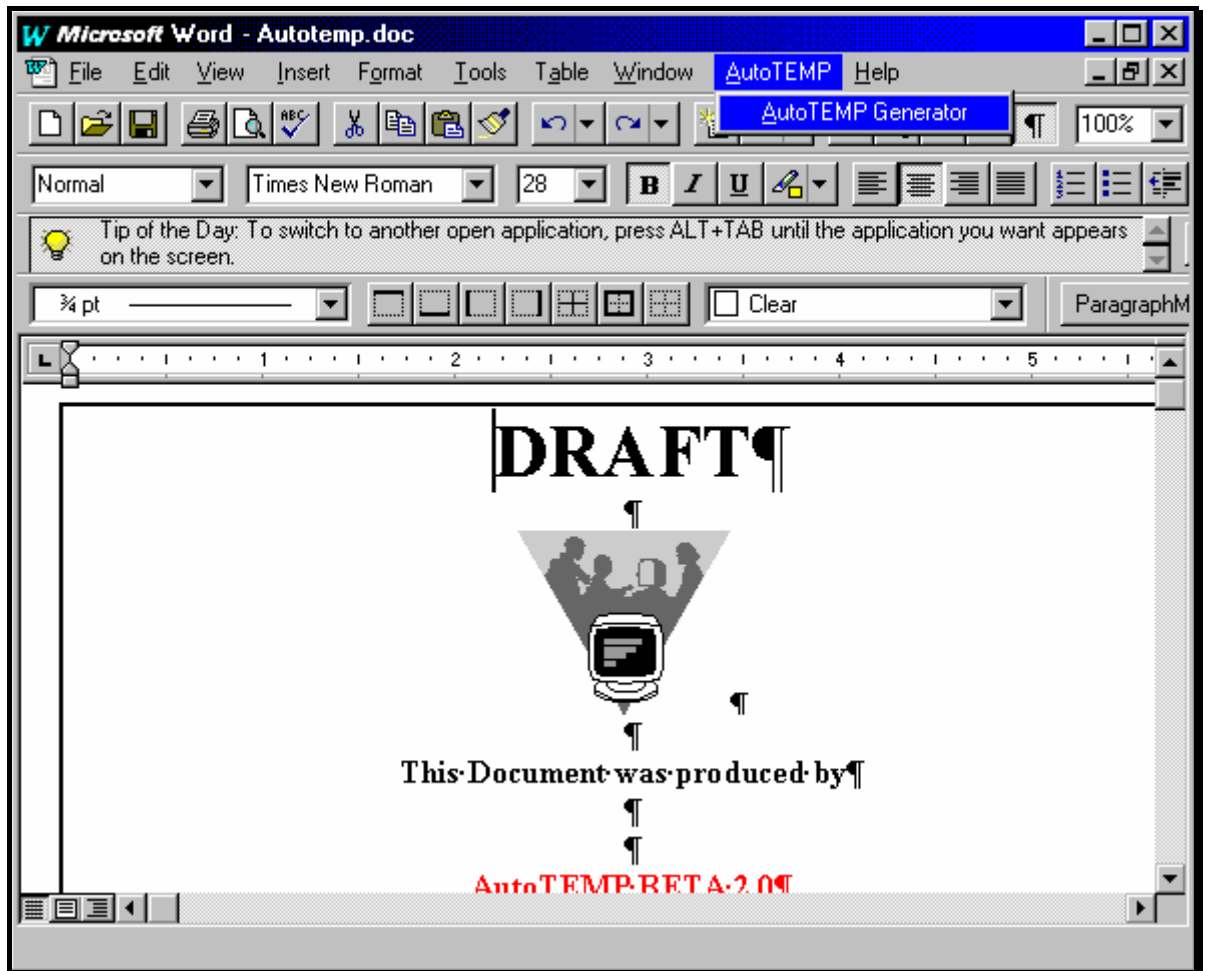 Microsoft Word - Autotemp.doc
File Edit View Insert Format Tools Table Window AutoTEMP Help
AutoTEMP Generator
ABC
100%
Normal Times New Roman 28 B I U
Tip of the Day: To switch to another open application, press ALT+TAB until the application you want appears
on the screen.
¾ pt Clear ParagraphM
1 2 3 4 5
DRAFT¶
¶
¶
¶
This·Document·was·produced·by¶
¶
¶
AutoTEMP·BETA·2.0¶